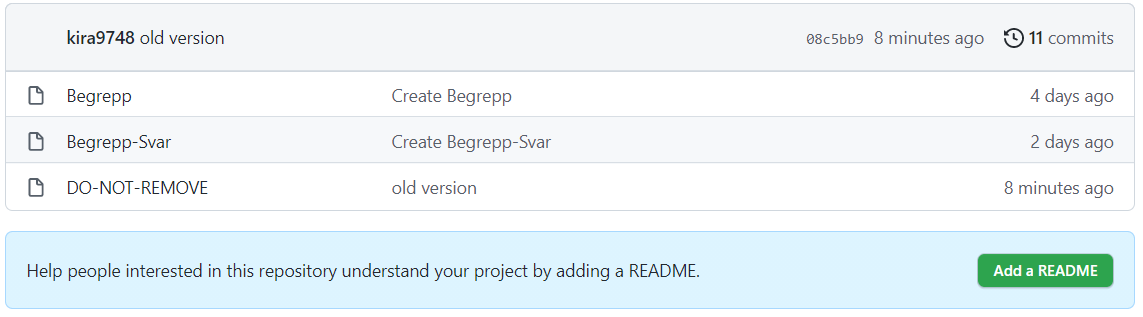 kira9748 old version 08c5bb9 8 minutes ago 11 commits
Begrepp Create Begrepp 4 days ago
Begrepp-Svar Create Begrepp-Svar 2 days ago
DO-NOT-REMOVE old version 8 minutes ago
Help people interested in this repository understand your project by adding a README. Add a README